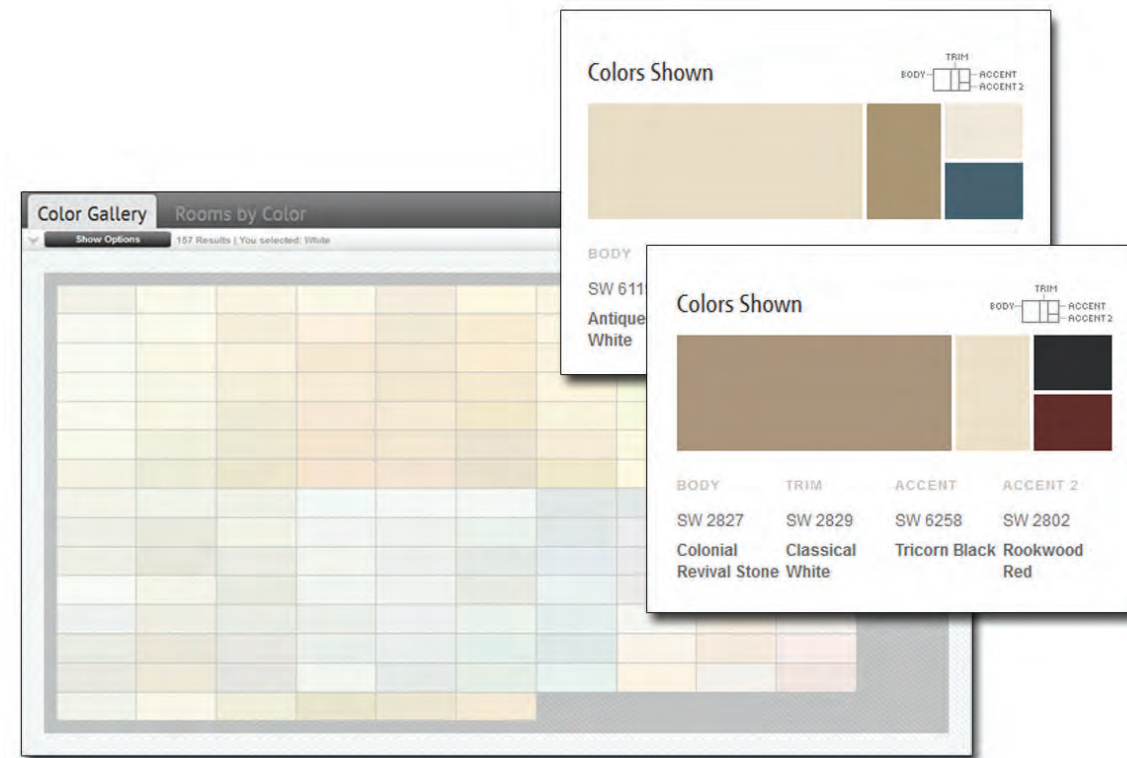 Colors Shown
TRIM
BODY
ACCENT
ACCENT 2
BODY
SW 611
Antique
White
Color Gallery
Rooms by Color
Show Options
157 Results | You selected: White
Colors Shown
TRIM
BODY
ACCENT
ACCENT 2
BODY TRIM ACCENT ACCENT 2
SW 2827 SW 2829 SW 6258 SW 2802
Colonial Classical Tricorn Black Rookwood
Revival Stone White Red